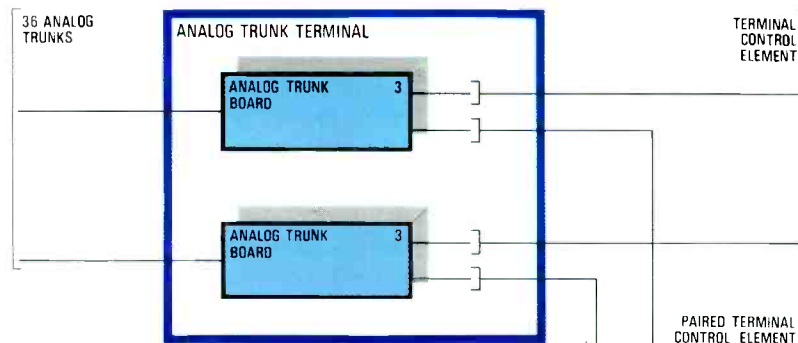 36 ANALOG
TRUNKS
ANALOG TRUNK TERMINAL
TERMINAL
CONTROL
ELEMENT
ANALOG TRUNK 3
BOARD
ANALOG TRUNK 3
BOARD
PAIRED TERMINAL
CONTROL ELEMENT